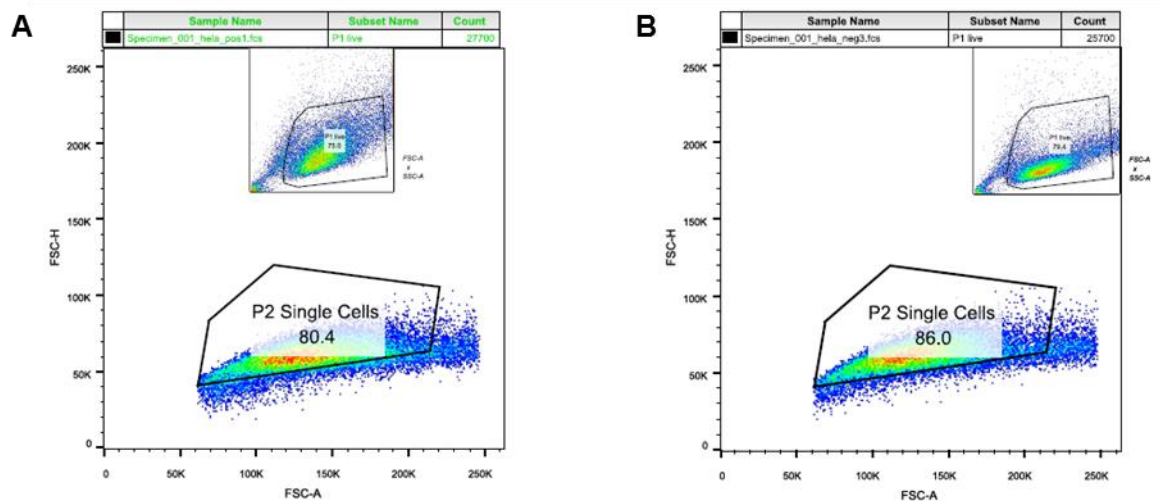 A
Sample Name Subset Name Count
Specimen_001_hela_pos1.fcs P1 live 27700
250K
200K
150K
100K
50K
0
FSC-H
P1 live
FSC-A
x
SSC-A
P2 Single Cells
80.4
0 50K 100K 150K 200K 250K
FSC-A
B
Sample Name Subset Name Count
Specimen_001_hela_neg3.fcs P1 live 25700
250K
200K
150K
100K
50K
0
FSC-H
P1 live
79.4
FSC-A
x
SSC-A
P2 Single Cells
86.0
0 50K 100K 150K 200K 250K
FSC-A